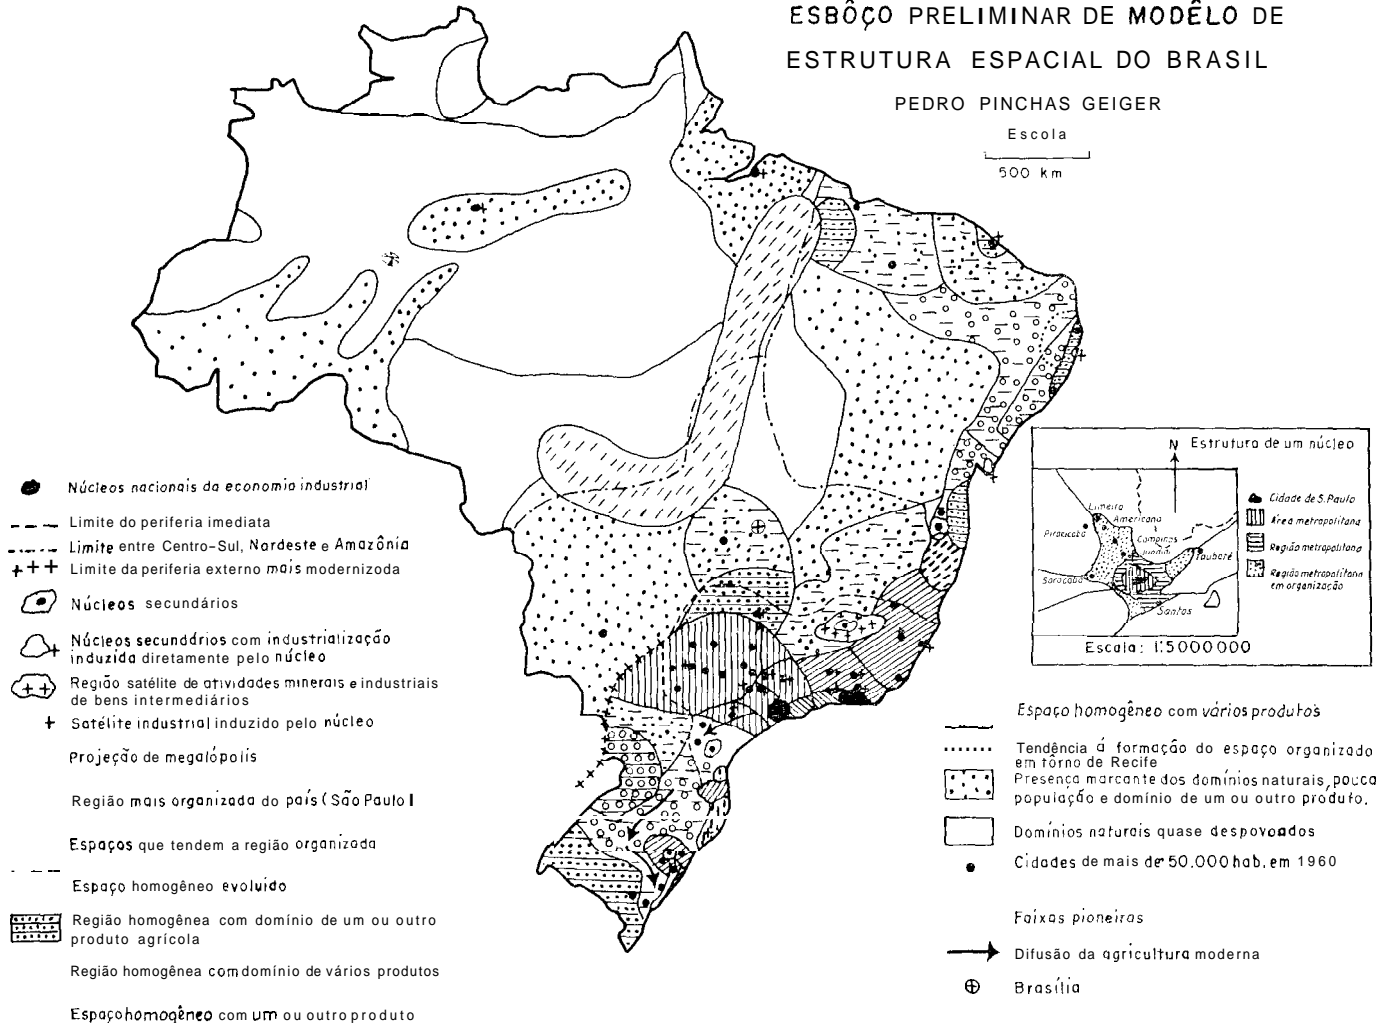 ESBÔÇO PRELIMINAR DE MODÊLO DE
ESTRUTURA ESPACIAL DO BRASIL
PEDRO PINCHAS GEIGER
Escola
500 km
Núcleos nacionais da economia industrial
Limite do periferia imediata
Limite entre Centro-Sul, Nardeste e Amazônia
Limite da periferia externo mais modernizoda
Núcleos secundários
Núcleos secundários com industrialização
induzida diretamente pelo núcleo
Região satélite de atividades minerais e industriais
de bens intermediários
Satélite industrial induzido pelo núcleo
Projeção de megalópolis
Região mais organizada do país (São Paulo)
Espaços que tendem a região organizada
Espaço homogêneo evoluído
Região homogênea com domínio de um ou outro
produto agrícola
Região homogênea com domínio de vários produtos
Espaço homogêneo com um ou outro produto
N
Estrutura de um núcleo
Limeira
Americana
Piracicaba
Campinas
Jundiaí
Taubaté
Sorocaba
Santos
Escala: 1:5000000
Cidade de S. Paulo
Área metropolitana
Região metropolitana
Região metropolitana
em organização
Espaço homogêneo com vários produtos
Tendência á formação do espaço organizado
em tôrno de Recife
Presença marcante dos domínios naturais, pouca
população e domínio de um ou outro produto.
Domínios naturais quase despovoados
Cidades de mais de 50.000 hab. em 1960
Faixas pioneiras
Difusão da agricultura moderna
Brasília